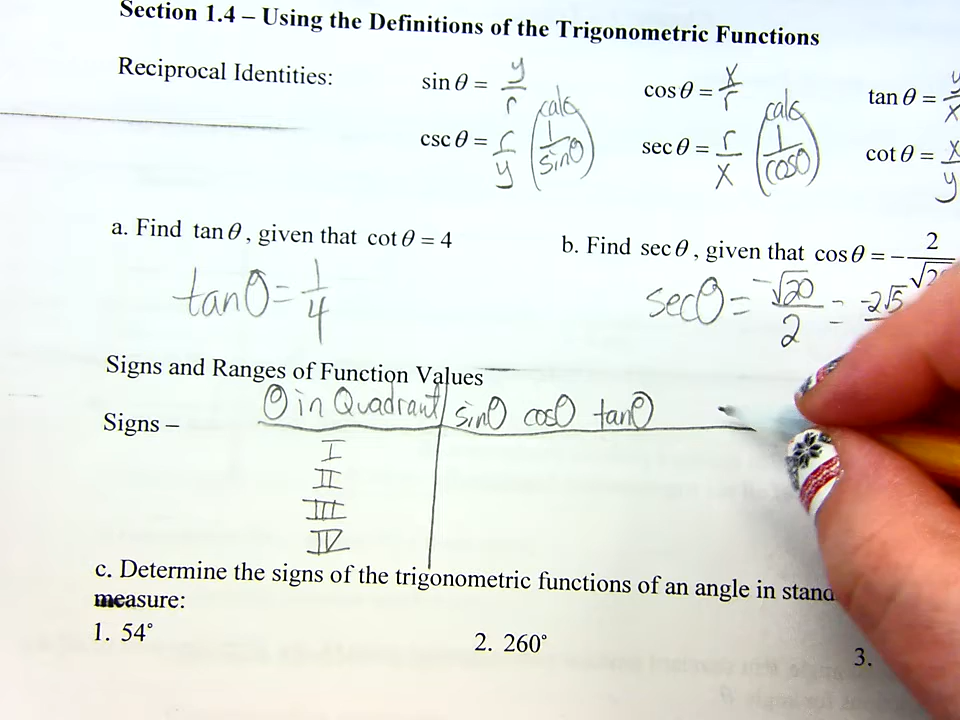 Section 1.4 – Using the Definitions of the Trigonometric Functions
Reciprocal Identities: sin θ = y/r cos θ = x/r tan θ = y/x
csc θ = r/y (calc 1/sinθ) sec θ = r/x (calc 1/cosθ) cot θ = x/y
a. Find tan θ, given that cot θ = 4 b. Find sec θ, given that cos θ = – 2/√20
tanθ = 1/4 secθ = -√20/2 = -2√5
Signs and Ranges of Function Values
Signs – θ in Quadrant sinθ cosθ tanθ
I
II
III
IV
c. Determine the signs of the trigonometric functions of an angle in
measure:
1. 54° 2. 260° 3.